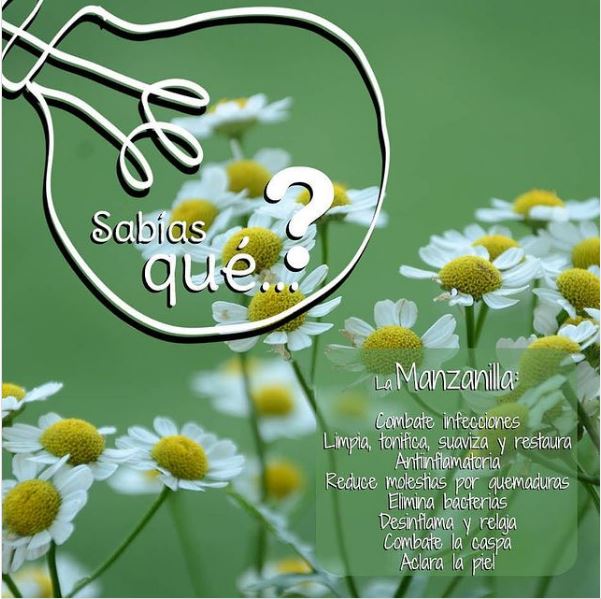 Sabías
qué...?
La Manzanilla:
Combate infecciones
Limpia, tonifica, suaviza y restaura
Antiinflamatoria
Reduce molestias por quemaduras
Elimina bacterias
Desinflama y relaja
Combate la caspa
Aclara la piel